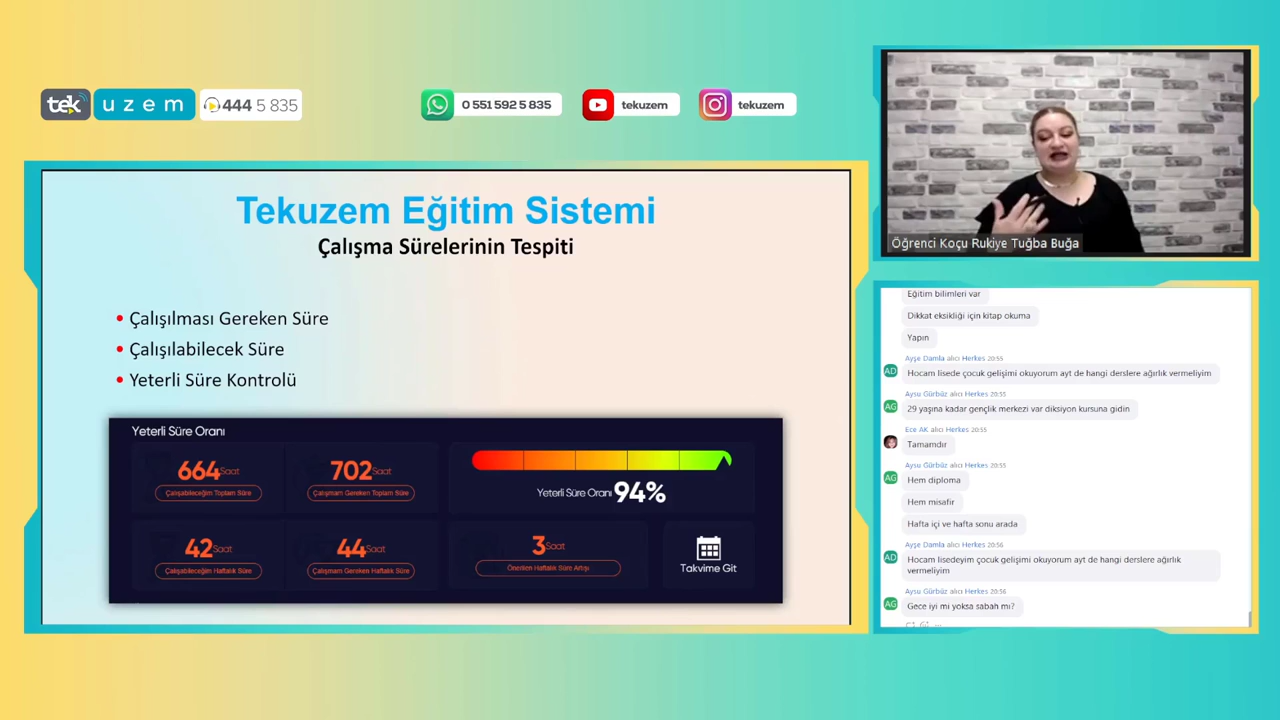 tek uzem 444 5 835
0 551 592 5 835
tekuzem
tekuzem
Tekuzem Eğitim Sistemi
Çalışma Sürelerinin Tespiti
• Çalışılması Gereken Süre
• Çalışılabilecek Süre
• Yeterli Süre Kontrolü
Yeterli Süre Oranı
664 Saat
Çalışabileceğim Toplam Süre
702 Saat
Çalışmam Gereken Toplam Süre
Yeterli Süre Oranı 94%
42 Saat
Çalışabileceğim Haftalık Süre
44 Saat
Çalışmam Gereken Haftalık Süre
3 Saat
Önerilen Haftalık Süre Artışı
Takvime Git
Öğrenci Koçu Rukiye Tuğba Buğa
Eğitim bilimleri var
Dikkat eksikliği için kitap okuma
Yapın
Ayşe Damla alıcı Herkes 20:55
AD
Hocam lisede çocuk gelişimi okuyorum ayt de hangi derslere ağırlık vermeliyim
Aysu Gürbüz alıcı Herkes 20:55
AG
29 yaşına kadar gençlik merkezi var diksiyon kursuna gidin
Ece AK alıcı Herkes 20:55
Tamamdır
Aysu Gürbüz alıcı Herkes 20:55
AG
Hem diploma
Hem misafir
Hafta içi ve hafta sonu arada
Ayşe Damla alıcı Herkes 20:56
AD
Hocam lisedeyim çocuk gelişimi okuyorum ayt de hangi derslere ağırlık
vermeliyim
Aysu Gürbüz alıcı Herkes 20:56
AG
Gece iyi mi yoksa sabah mı?